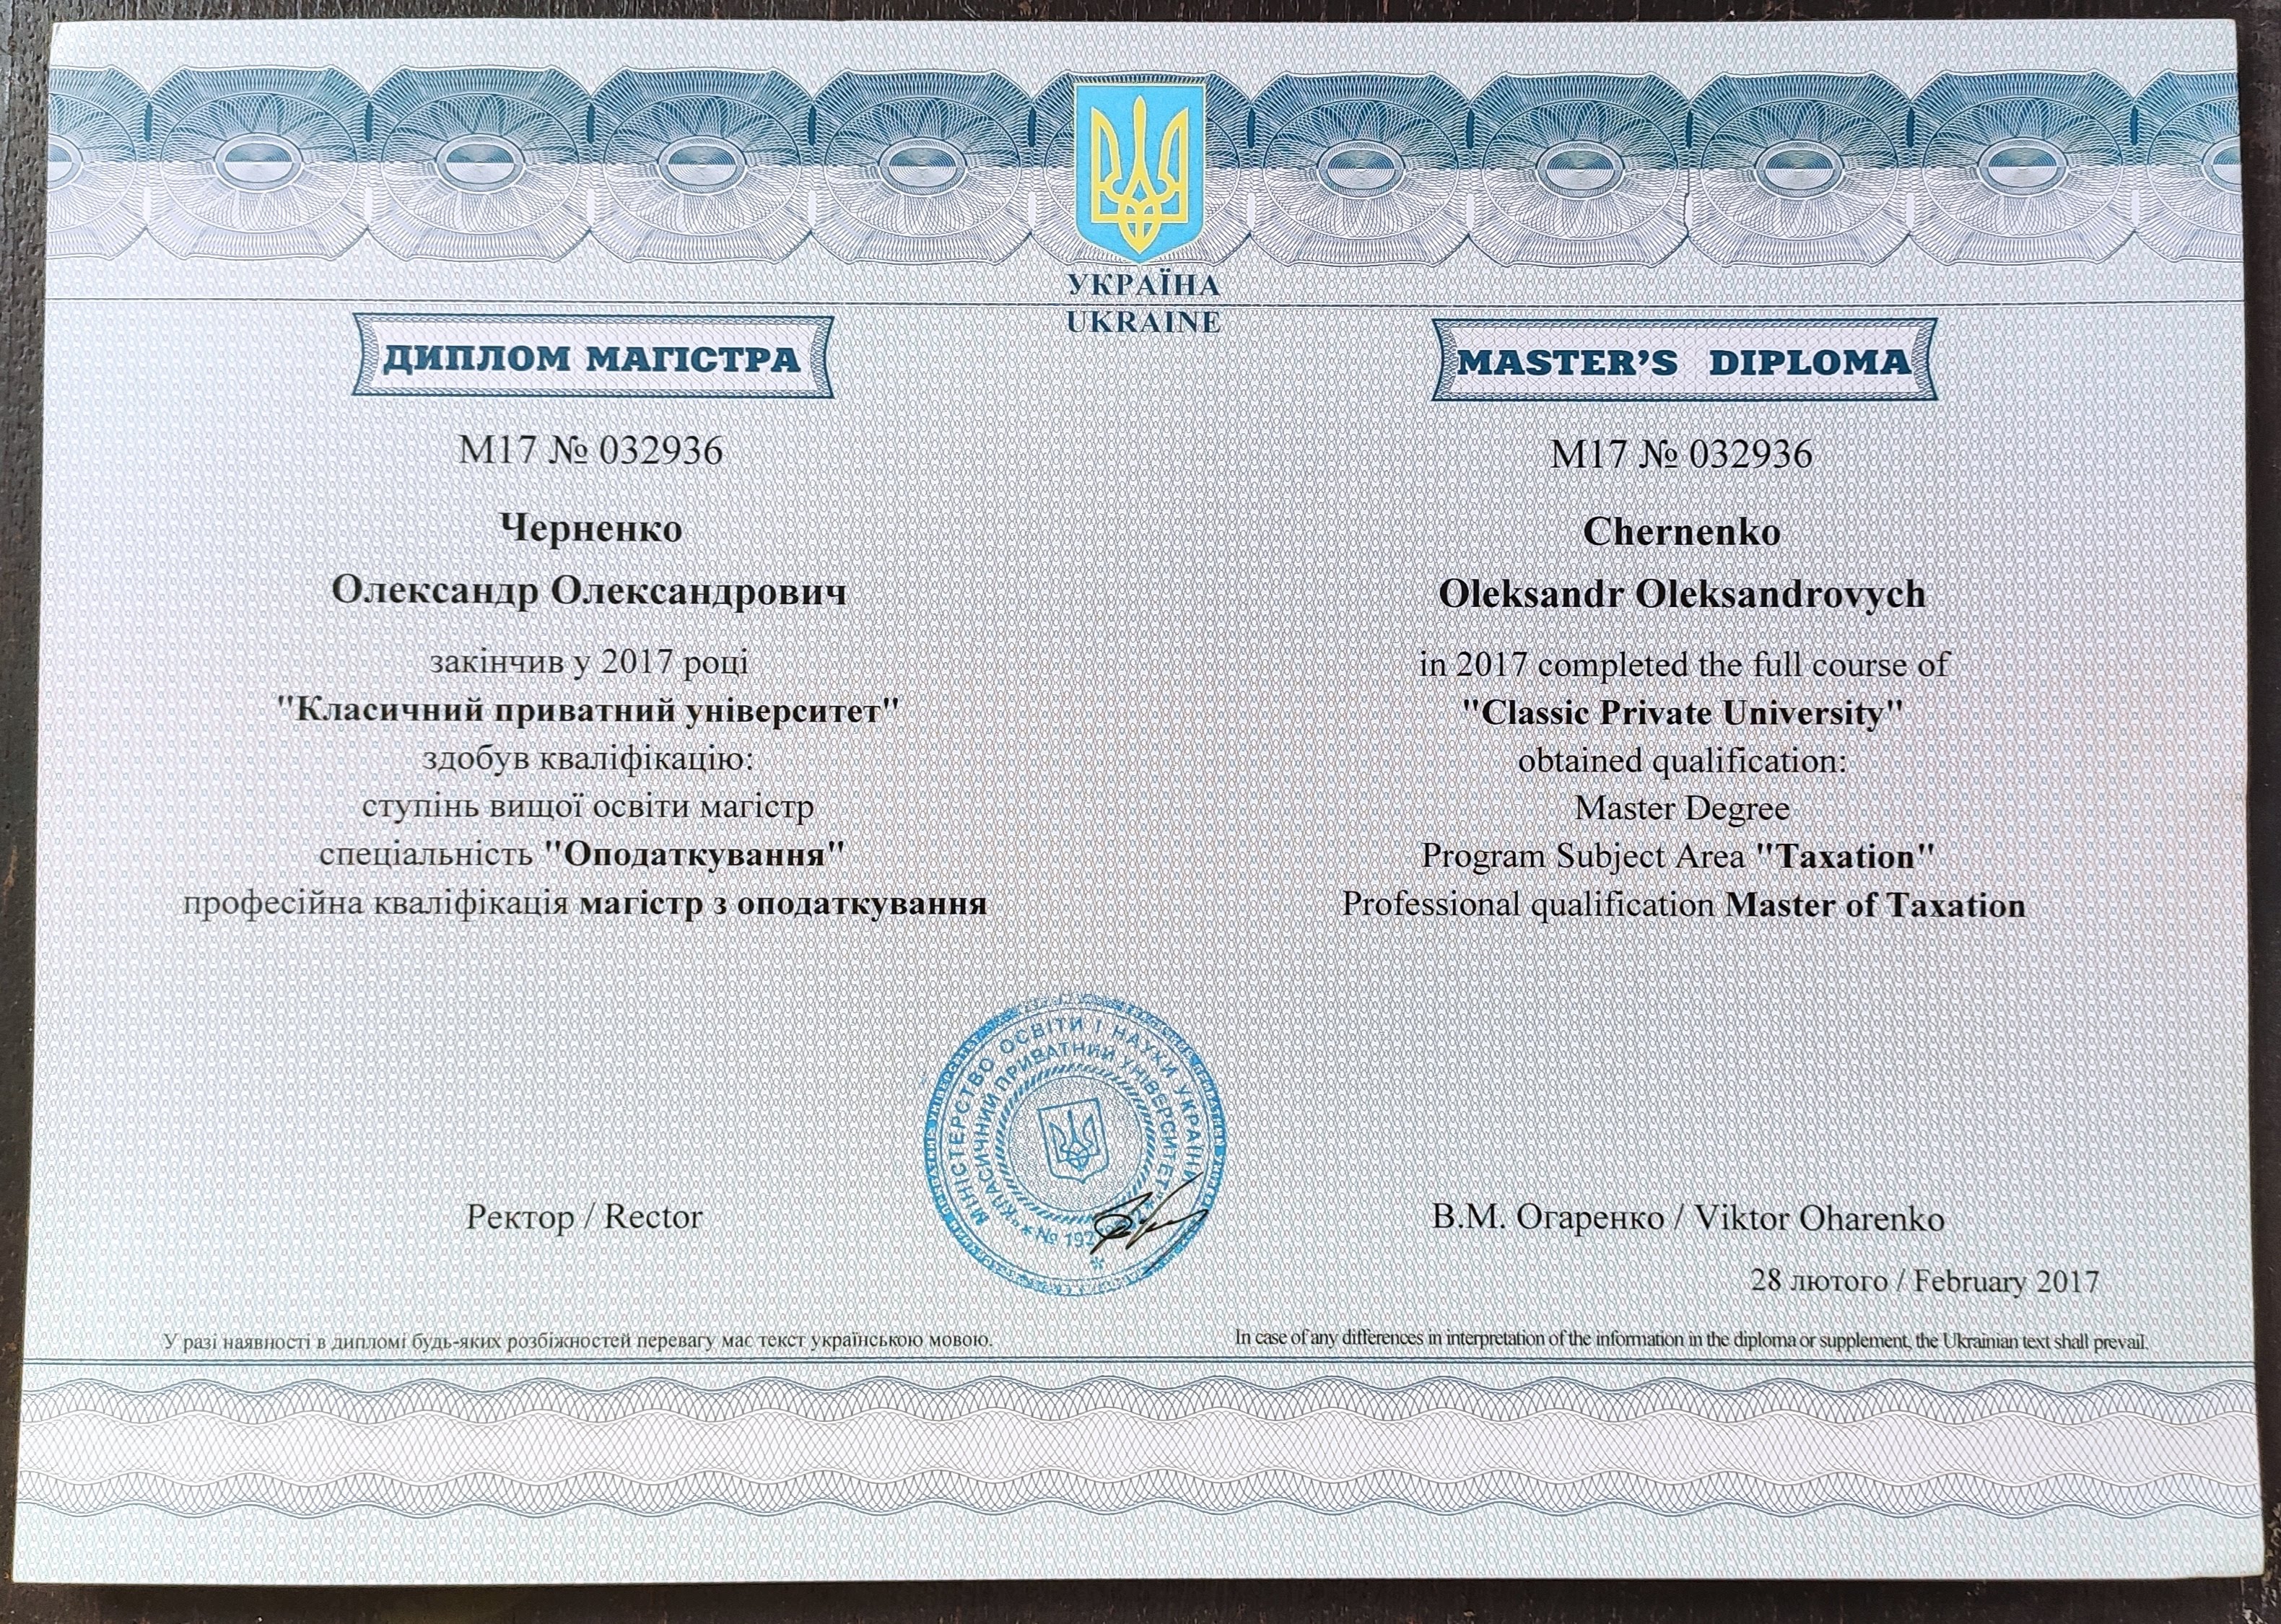 УКРАЇНА
UKRAINE
ДИПЛОМ МАГІСТРА
М17 № 032936
Черненко
Олександр Олександрович
закінчив у 2017 році
"Класичний приватний університет"
здобув кваліфікацію:
ступінь вищої освіти магістр
спеціальність "Оподаткування"
професійна кваліфікація магістр з оподаткування
MASTER'S DIPLOMA
М17 № 032936
Chernenko
Oleksandr Oleksandrovych
in 2017 completed the full course of
"Classic Private University"
obtained qualification:
Master Degree
Program Subject Area "Taxation"
Professional qualification Master of Taxation
МІНІСТЕРСТВО ОСВІТИ І НАУКИ УКРАЇНИ
"КЛАСИЧНИЙ ПРИВАТНИЙ УНІВЕРСИТЕТ"
Ректор / Rector
В.М. Огаренко / Viktor Oharenko
28 лютого / February 2017
У разі наявності в дипломі будь-яких розбіжностей перевагу має текст українською мовою.
In case of any differences in interpretation of the information in the diploma or supplement, the Ukrainian text shall prevail.